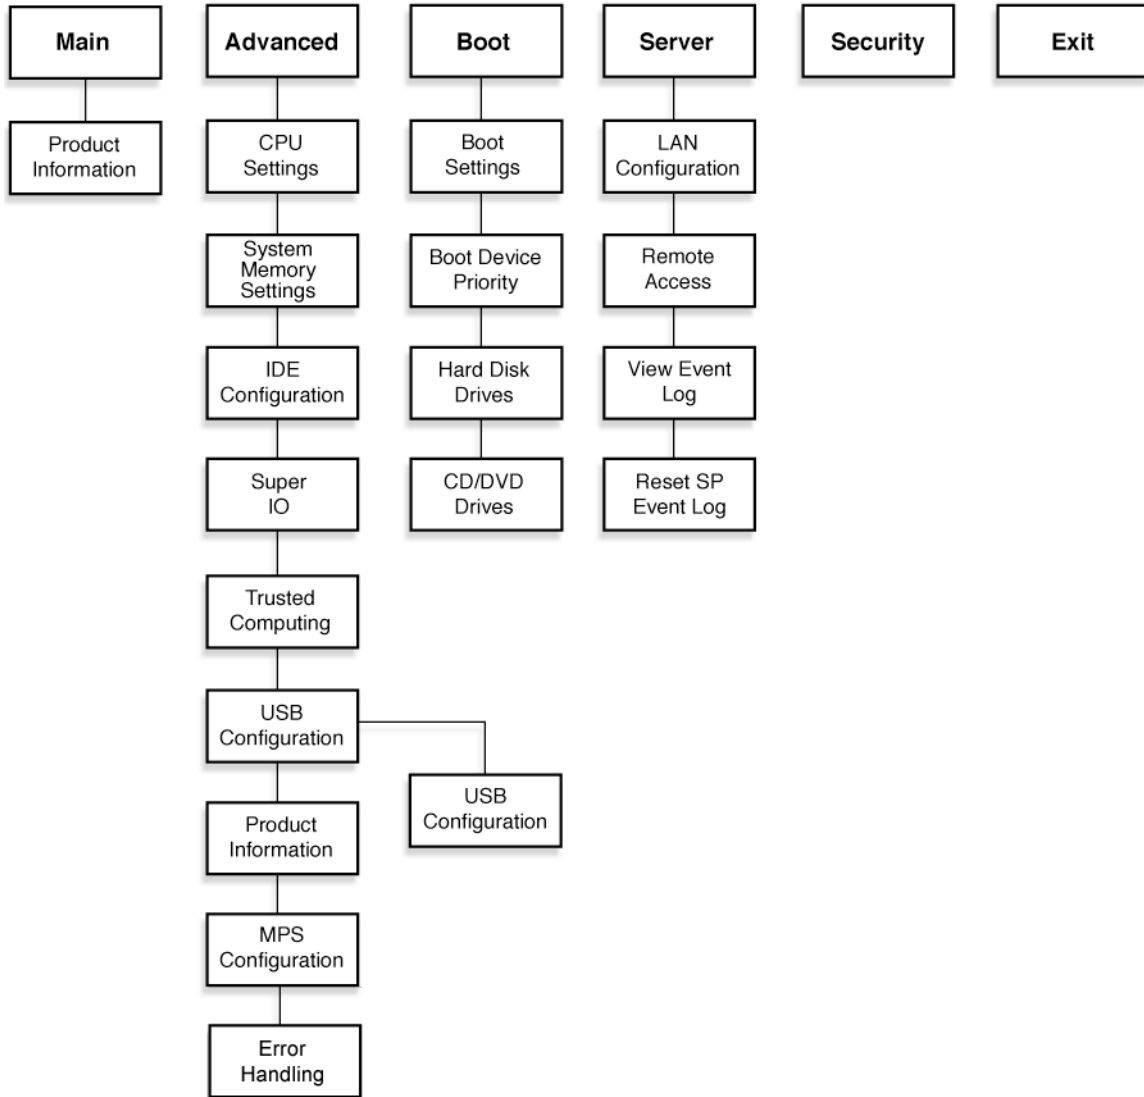 Main
Advanced
Boot
Server
Security
Exit
Product
Information
CPU
Settings
Boot
Settings
LAN
Configuration
System
Memory
Settings
Boot Device
Priority
Remote
Access
IDE
Configuration
Hard Disk
Drives
View Event
Log
Super
IO
CD/DVD
Drives
Reset SP
Event Log
Trusted
Computing
USB
Configuration
USB
Configuration
Product
Information
MPS
Configuration
Error
Handling